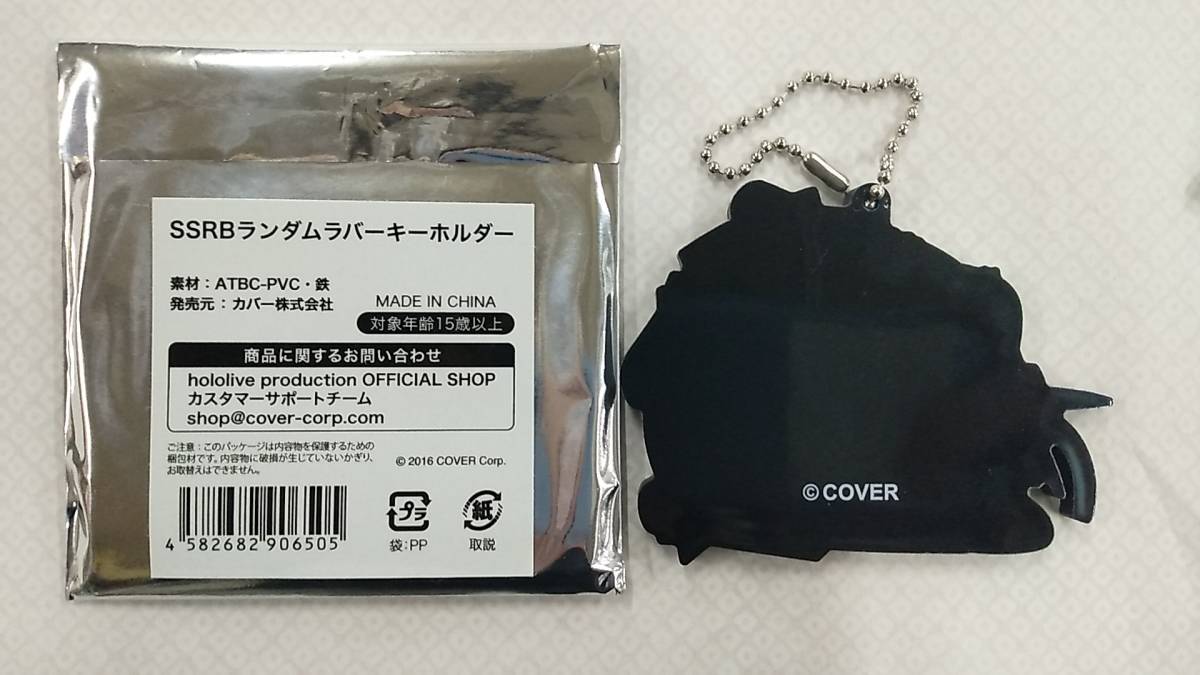 SSRBランダムラバーキーホルダー
素材：ATBC-PVC・鉄
発売元：カバー株式会社
MADE IN CHINA
対象年齢15歳以上
商品に関するお問い合わせ
hololive production OFFICIAL SHOP
カスタマーサポートチーム
shop@cover-corp.com
ご注意：このパッケージは内容物を保護するための
梱包材です。内容物に破損が生じていないかぎり、
お取替えはできません。
© 2016 COVER Corp.
4 582682 906505
プラ
袋：PP
紙
取説
© COVER